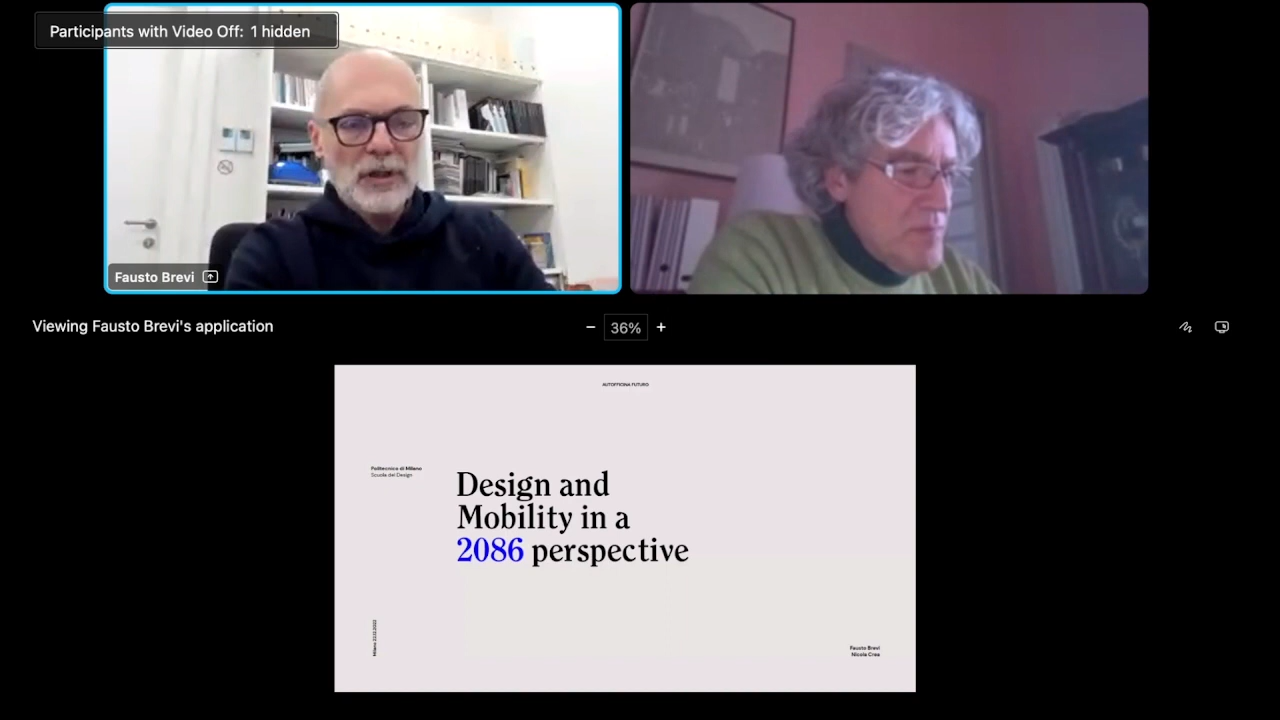 Participants with Video Off: 1 hidden
Fausto Brevi
Viewing Fausto Brevi's application
36%
AUTOFFICINA FUTURO
Politecnico di Milano
Scuola del Design
Design and
Mobility in a
2086 perspective
Fausto Brevi
Nicola Crea